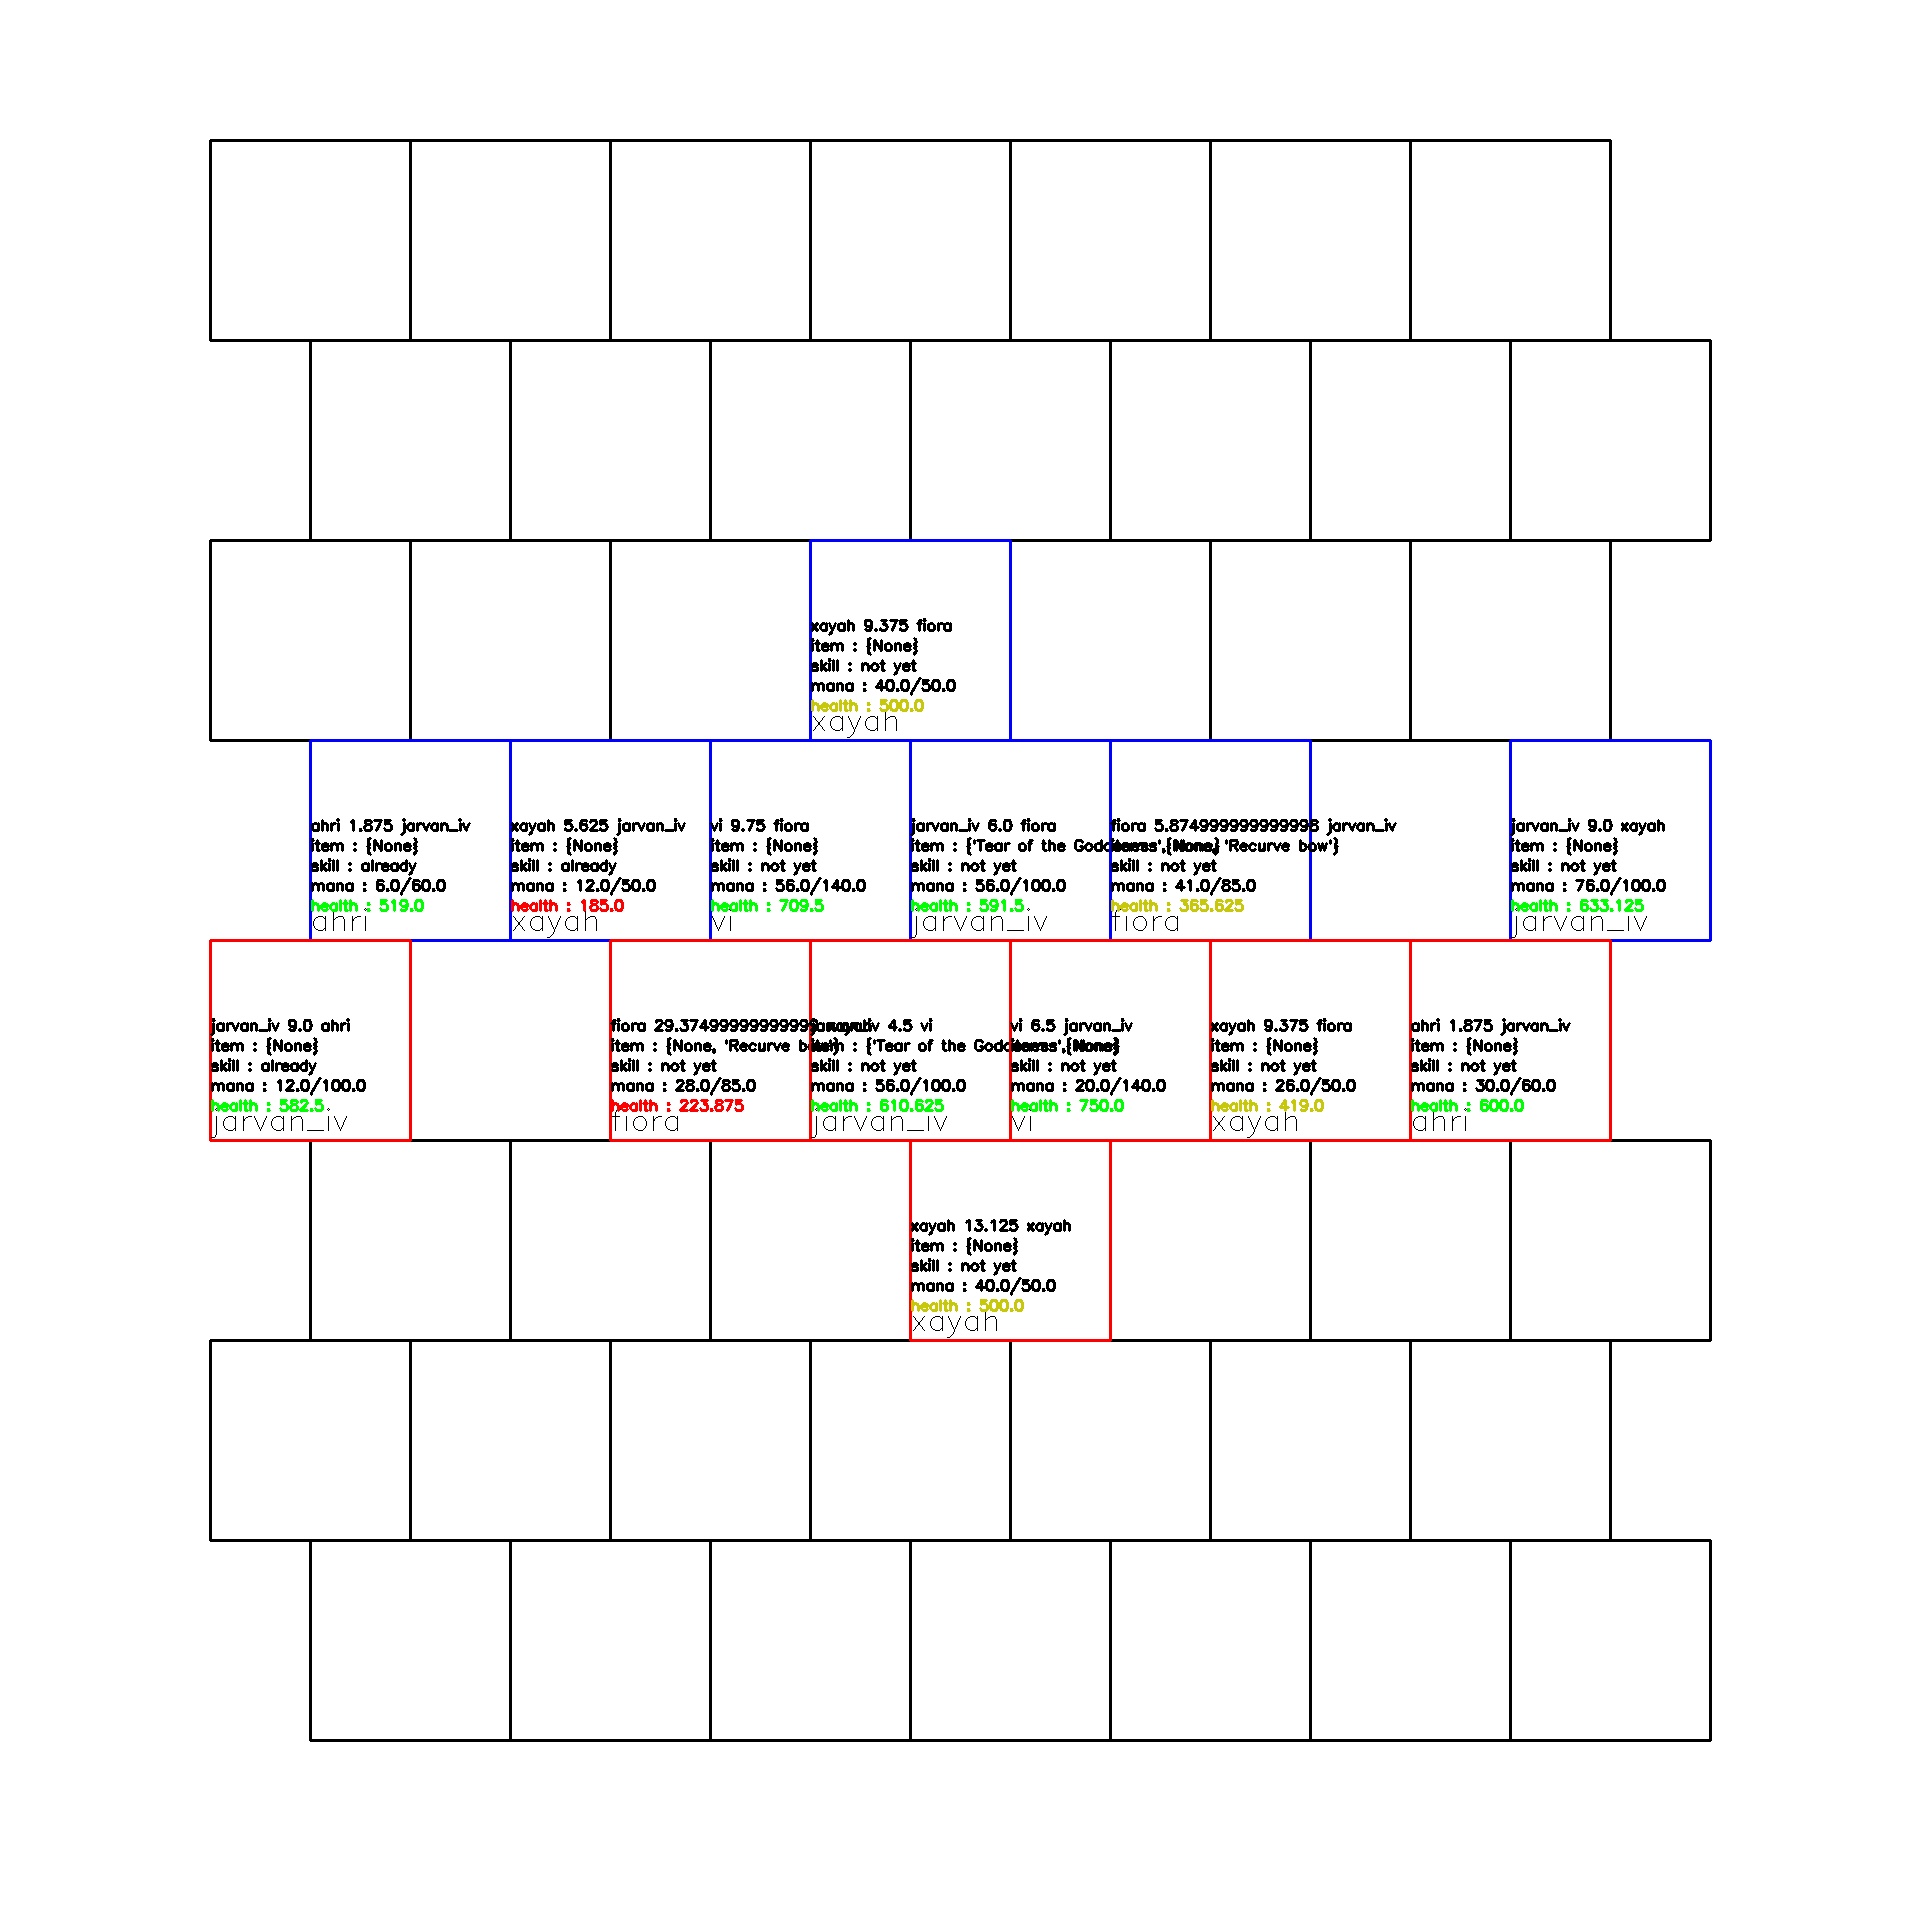 xayah 9.375 fiora
item : {None}
skill : not yet
mana : 40.0/50.0
health : 500.0
xayah
ahri 1.875 jarvan_iv
item : {None}
skill : already
mana : 6.0/60.0
health : 519.0
ahri
xayah 5.625 jarvan_iv
item : {None}
skill : already
mana : 12.0/50.0
health : 185.0
xayah
vi 9.75 fiora
item : {None}
skill : not yet
mana : 56.0/140.0
health : 709.5
vi
jarvan_iv 6.0 fiora
item : {'Tear of the
skill : not yet
mana : 56.0/100.0
health : 591.5
jarvan_iv
fiora 5.874999999999998 jarvan_iv
'Recurve bow'}
skill : not yet
mana : 41.0/85.0
health : 365.625
fiora
jarvan_iv 9.0 xayah
item : {None}
skill : not yet
mana : 76.0/100.0
health : 633.125
jarvan_iv
jarvan_iv 9.0 ahri
item : {None}
skill : already
mana : 12.0/100.0
health : 582.5
jarvan_iv
fiora
item : {None, 'Recurve
skill : not yet
mana : 28.0/85.0
health : 223.875
fiora
4.5 vi
: {'Tear of the
skill : not yet
mana : 56.0/100.0
health : 610.625
jarvan_iv
vi 6.5 jarvan_iv
skill : not yet
mana : 20.0/140.0
health : 750.0
vi
xayah 9.375 fiora
item : {None}
skill : not yet
mana : 26.0/50.0
health : 419.0
xayah
ahri 1.875 jarvan_iv
item : {None}
skill : not yet
mana : 30.0/60.0
health : 600.0
ahri
xayah 13.125 xayah
item : {None}
skill : not yet
mana : 40.0/50.0
health : 500.0
xayah